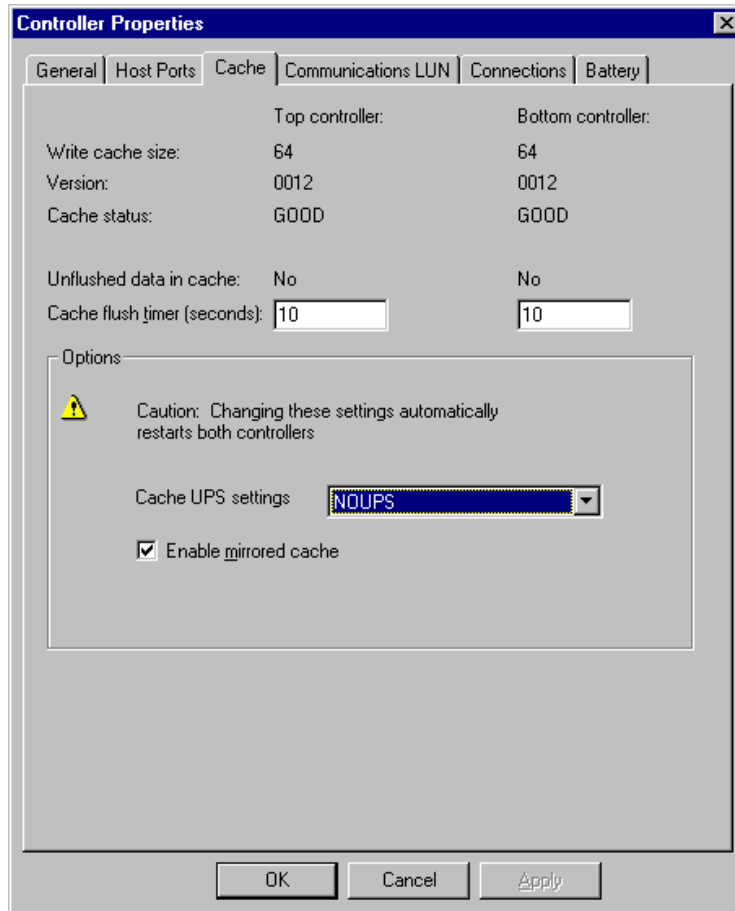 Controller Properties
General Host Ports Cache Communications LUN Connections Battery
Top controller: Bottom controller:
Write cache size: 64 64
Version: 0012 0012
Cache status: GOOD GOOD
Unflushed data in cache: No No
Cache flush timer (seconds): 10 10
Options
Caution: Changing these settings automatically
restarts both controllers
Cache UPS settings NOUPS
Enable mirrored cache
OK Cancel Apply